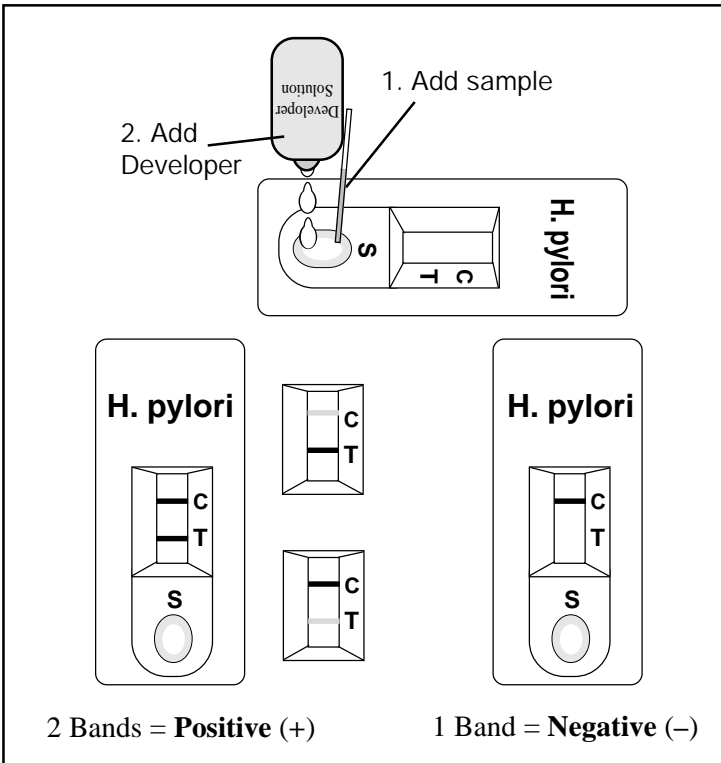 Developer
Solution
1. Add sample
2. Add
Developer
S
T
C
H. pylori
H. pylori
C
T
S
C
T
C
T
H. pylori
C
T
S
2 Bands = Positive (+)
1 Band = Negative (–)